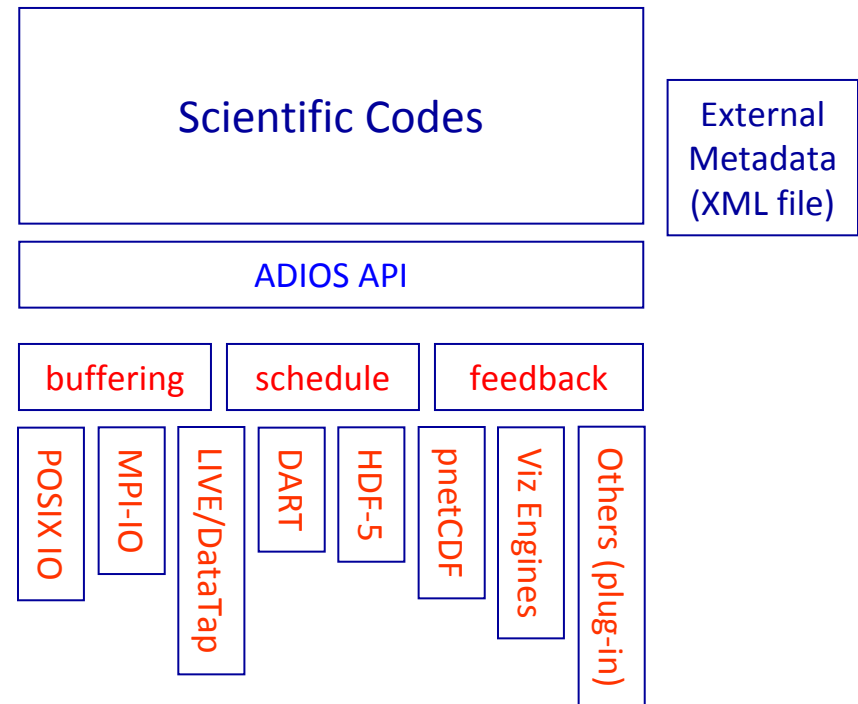 Scientific Codes
External
Metadata
(XML file)
ADIOS API
buffering
schedule
feedback
POSIX IO
MPI-IO
LIVE/DataTap
DART
HDF-5
pnetCDF
Viz Engines
Others (plug-in)